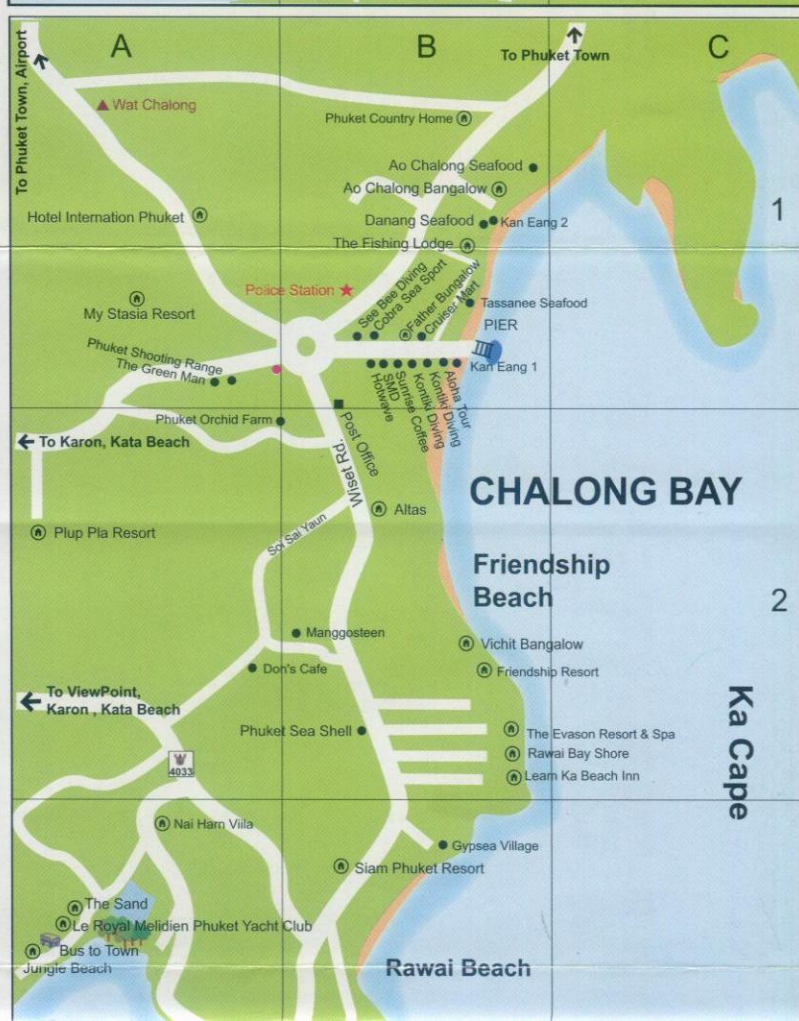 A
B
C
To Phuket Town, Airport
To Phuket Town
Wat Chalong
Phuket Country Home
Ao Chalong Seafood
Ao Chalong Bangalow
1
Hotel Internation Phuket
Danang Seafood
Kan Eang 2
The Fishing Lodge
Police Station
See Bee Diving
Cobra Sea Sport
Father Bungalow
Cruiser Mart
My Stasia Resort
Tassanee Seafood
PIER
Phuket Shooting Range
The Green Man
Kan Eang 1
Hotwave
SMD
Sunrise Coffee
Kontiki Diving
Kontiki Diving
Aloha Tour
Phuket Orchid Farm
Post Office
To Karon, Kata Beach
Wiset Rd.
CHALONG BAY
Altas
Plup Pla Resort
Soi Sai Yaun
Friendship
Beach
2
Manggosteen
Vichit Bangalow
Don's Cafe
Friendship Resort
To ViewPoint,
Karon , Kata Beach
Ka Cape
Phuket Sea Shell
The Evason Resort & Spa
Rawai Bay Shore
4033
Leam Ka Beach Inn
Nai Harn Viila
Gypsea Village
Siam Phuket Resort
The Sand
Le Royal Melidien Phuket Yacht Club
Bus to Town
Jungle Beach
Rawai Beach